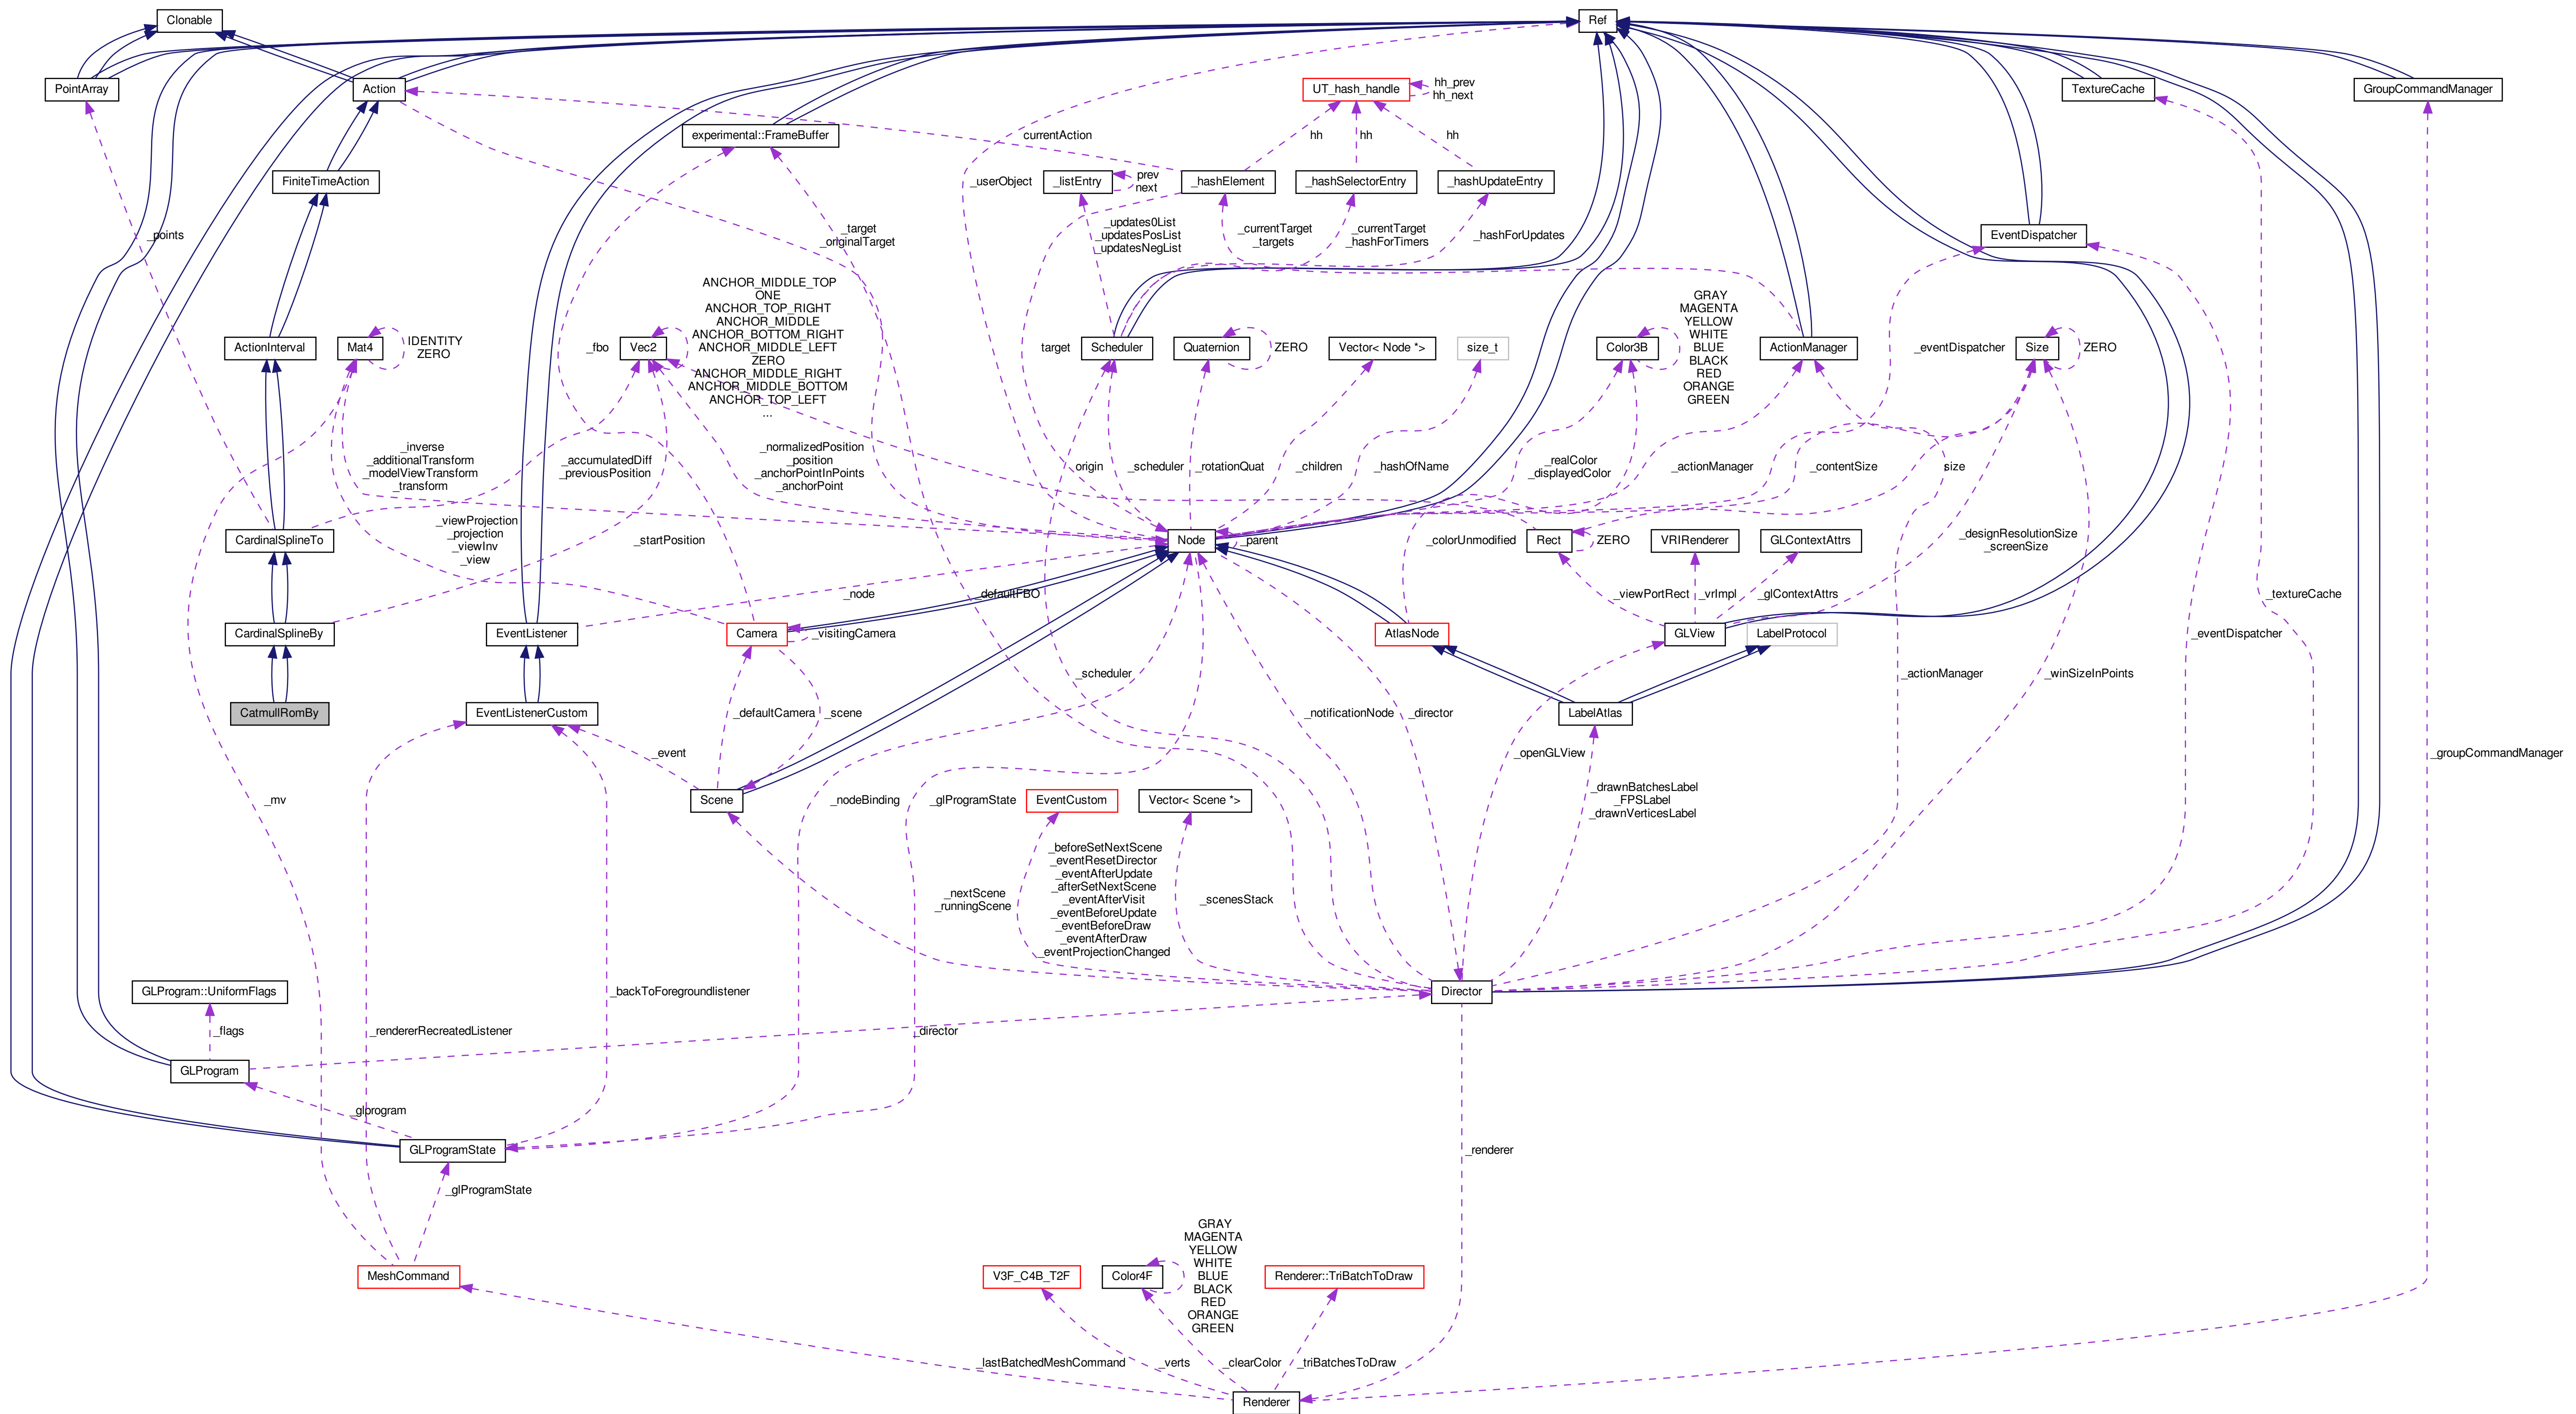 Clonable
Ref
PointArray
Action
UT_hash_handle
hh_prev
hh_next
TextureCache
GroupCommandManager
currentAction
experimental::FrameBuffer
hh
hh
hh
FiniteTimeAction
_userObject
_listEntry
prev
next
_hashElement
_hashSelectorEntry
_hashUpdateEntry
_points
_target
_originalTarget
_updates0List
_updatesPosList
_updatesNegList
_currentTarget
_targets
_currentTarget
_hashForTimers
_hashForUpdates
EventDispatcher
ActionInterval
Mat4
IDENTITY
ZERO
_fbo
Vec2
ANCHOR_MIDDLE_TOP
ONE
ANCHOR_TOP_RIGHT
ANCHOR_MIDDLE
ANCHOR_BOTTOM_RIGHT
ANCHOR_MIDDLE_LEFT
ZERO
ANCHOR_MIDDLE_RIGHT
ANCHOR_MIDDLE_BOTTOM
ANCHOR_TOP_LEFT
...
target
Scheduler
Quaternion
ZERO
Vector< Node *>
size_t
Color3B
GRAY
MAGENTA
YELLOW
WHITE
BLUE
BLACK
RED
ORANGE
GREEN
ActionManager
_eventDispatcher
Size
ZERO
_inverse
_additionalTransform
_modelViewTransform
_transform
_accumulatedDiff
_previousPosition
_normalizedPosition
_position
_anchorPointInPoints
_anchorPoint
origin
_scheduler
_rotationQuat
_children
_hashOfName
_realColor
_displayedColor
_actionManager
_contentSize
size
CardinalSplineTo
_viewProjection
_projection
_viewInv
_view
_startPosition
Node
_parent
_colorUnmodified
Rect
ZERO
VRIRenderer
GLContextAttrs
_designResolutionSize
_screenSize
_node
_defaultFBO
_viewPortRect
_vrImpl
_glContextAttrs
_textureCache
CardinalSplineBy
EventListener
Camera
_visitingCamera
AtlasNode
GLView
LabelProtocol
_eventDispatcher
_scheduler
_actionManager
_winSizeInPoints
CatmullRomBy
EventListenerCustom
_defaultCamera
_scene
_notificationNode
_director
LabelAtlas
_event
_openGLView
_groupCommandManager
_mv
Scene
_nodeBinding
_glProgramState
EventCustom
Vector< Scene *>
_drawnBatchesLabel
_FPSLabel
_drawnVerticesLabel
_nextScene
_runningScene
_beforeSetNextScene
_eventResetDirector
_eventAfterUpdate
_afterSetNextScene
_eventAfterVisit
_eventBeforeUpdate
_eventBeforeDraw
_eventAfterDraw
_eventProjectionChanged
_scenesStack
GLProgram::UniformFlags
_backToForegroundlistener
Director
_flags
_rendererRecreatedListener
_director
GLProgram
_glprogram
GLProgramState
_renderer
_glProgramState
MeshCommand
V3F_C4B_T2F
Color4F
GRAY
MAGENTA
YELLOW
WHITE
BLUE
BLACK
RED
ORANGE
GREEN
Renderer::TriBatchToDraw
_lastBatchedMeshCommand
_verts
_clearColor
_triBatchesToDraw
Renderer